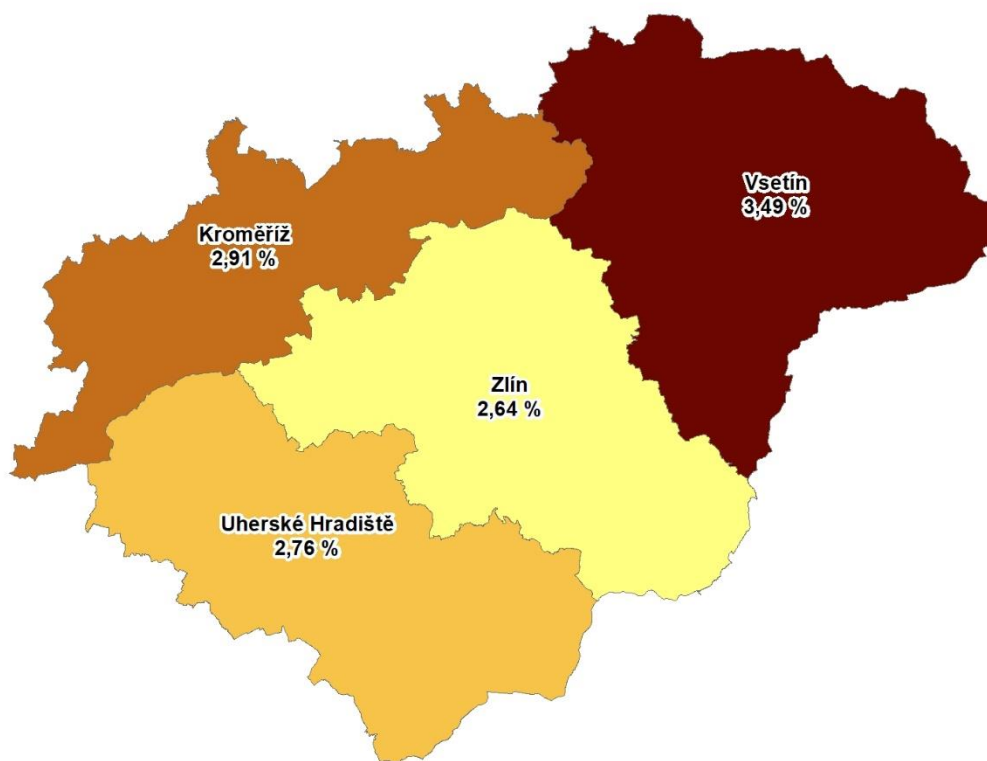 Vsetín
3,49 %
Kroměříž
2,91 %
Zlín
2,64 %
Uherské Hradiště
2,76 %